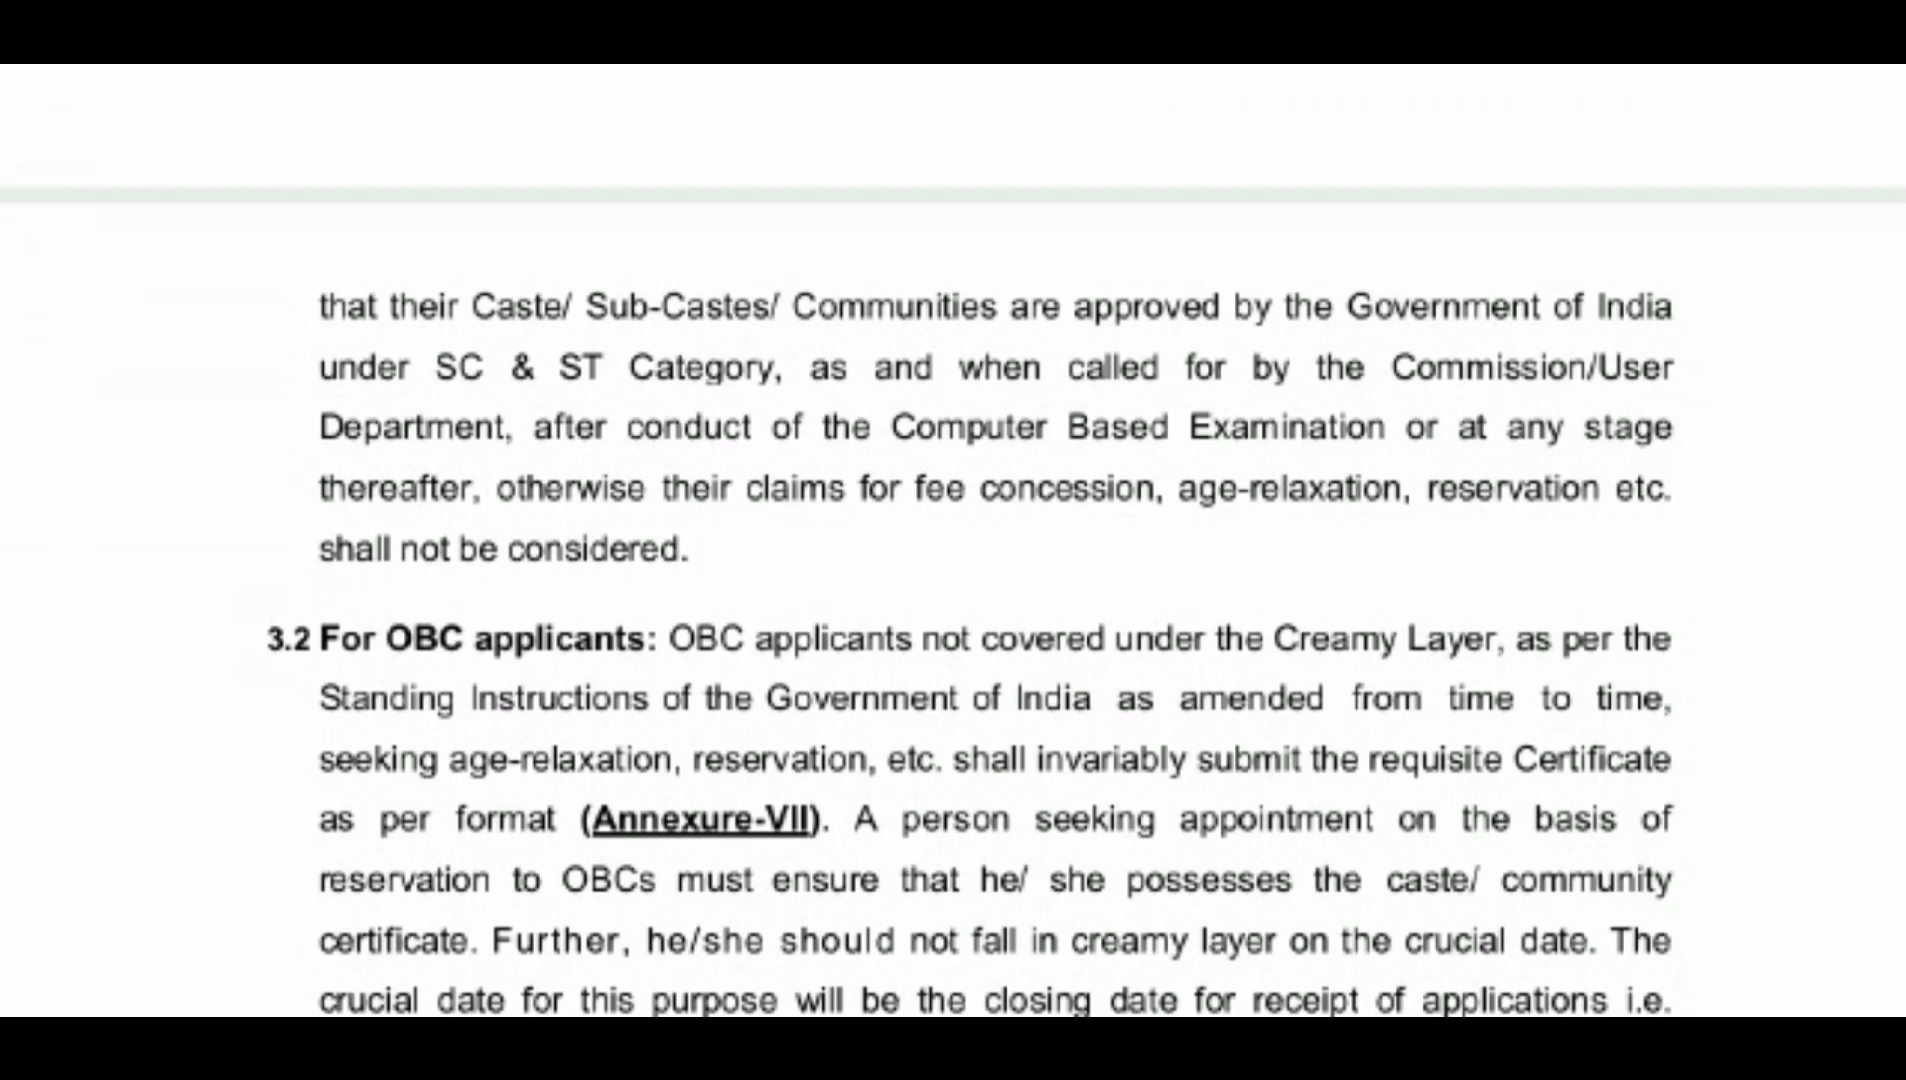 that their Caste/ Sub-Castes/ Communities are approved by the Government of India
under SC & ST Category, as and when called for by the Commission/User
Department, after conduct of the Computer Based Examination or at any stage
thereafter, otherwise their claims for fee concession, age-relaxation, reservation etc.
shall not be considered.
3.2 For OBC applicants: OBC applicants not covered under the Creamy Layer, as per the
Standing Instructions of the Government of India as amended from time to time,
seeking age-relaxation, reservation, etc. shall invariably submit the requisite Certificate
as per format (Annexure-VII). A person seeking appointment on the basis of
reservation to OBCs must ensure that he/ she possesses the caste/ community
certificate. Further, he/she should not fall in creamy layer on the crucial date. The
crucial date for this purpose will be the closing date for receipt of applications i.e.